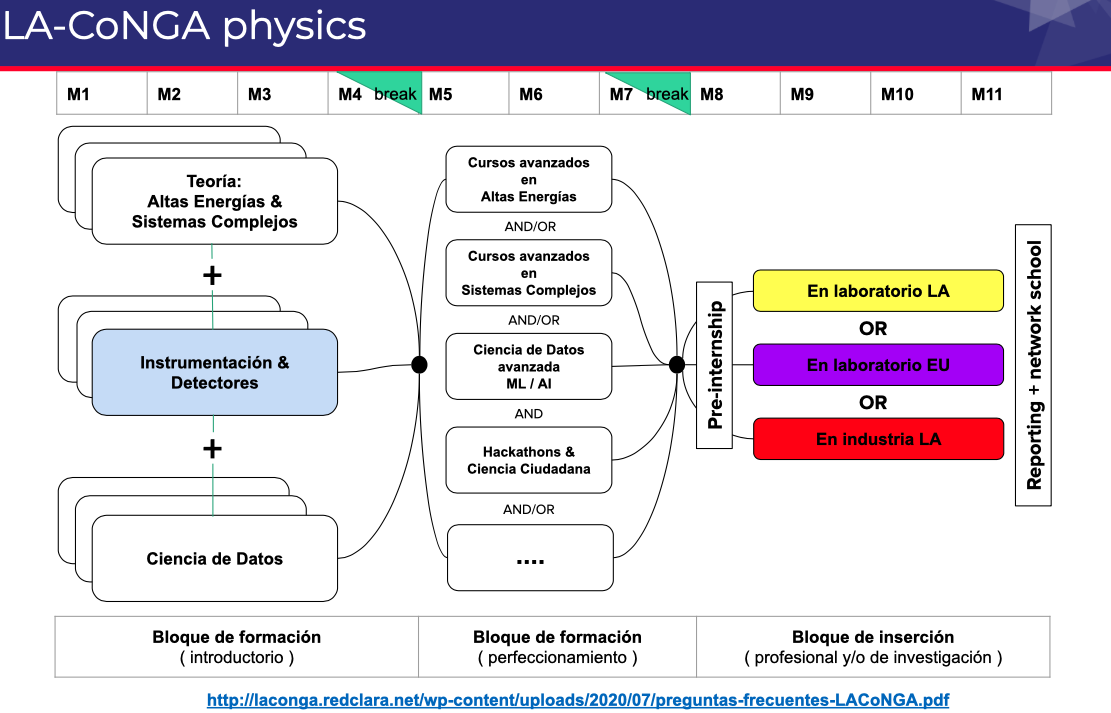 LA-CoNGA physics
M1 M2 M3 M4 break M5 M6 M7 break M8 M9 M10 M11
Teoría:
Altas Energías &
Sistemas Complejos
+
Instrumentación &
Detectores
+
Ciencia de Datos
Cursos avanzados
en
Altas Energías
AND/OR
Cursos avanzados
en
Sistemas Complejos
AND/OR
Ciencia de Datos
avanzada
ML / AI
AND
Hackathons &
Ciencia Ciudadana
AND/OR
....
Pre-internship
En laboratorio LA
OR
En laboratorio EU
OR
En industria LA
Reporting + network school
Bloque de formación
( introductorio )
Bloque de formación
( perfeccionamiento )
Bloque de inserción
( profesional y/o de investigación )
http://laconga.redclara.net/wp-content/uploads/2020/07/preguntas-frecuentes-LACoNGA.pdf